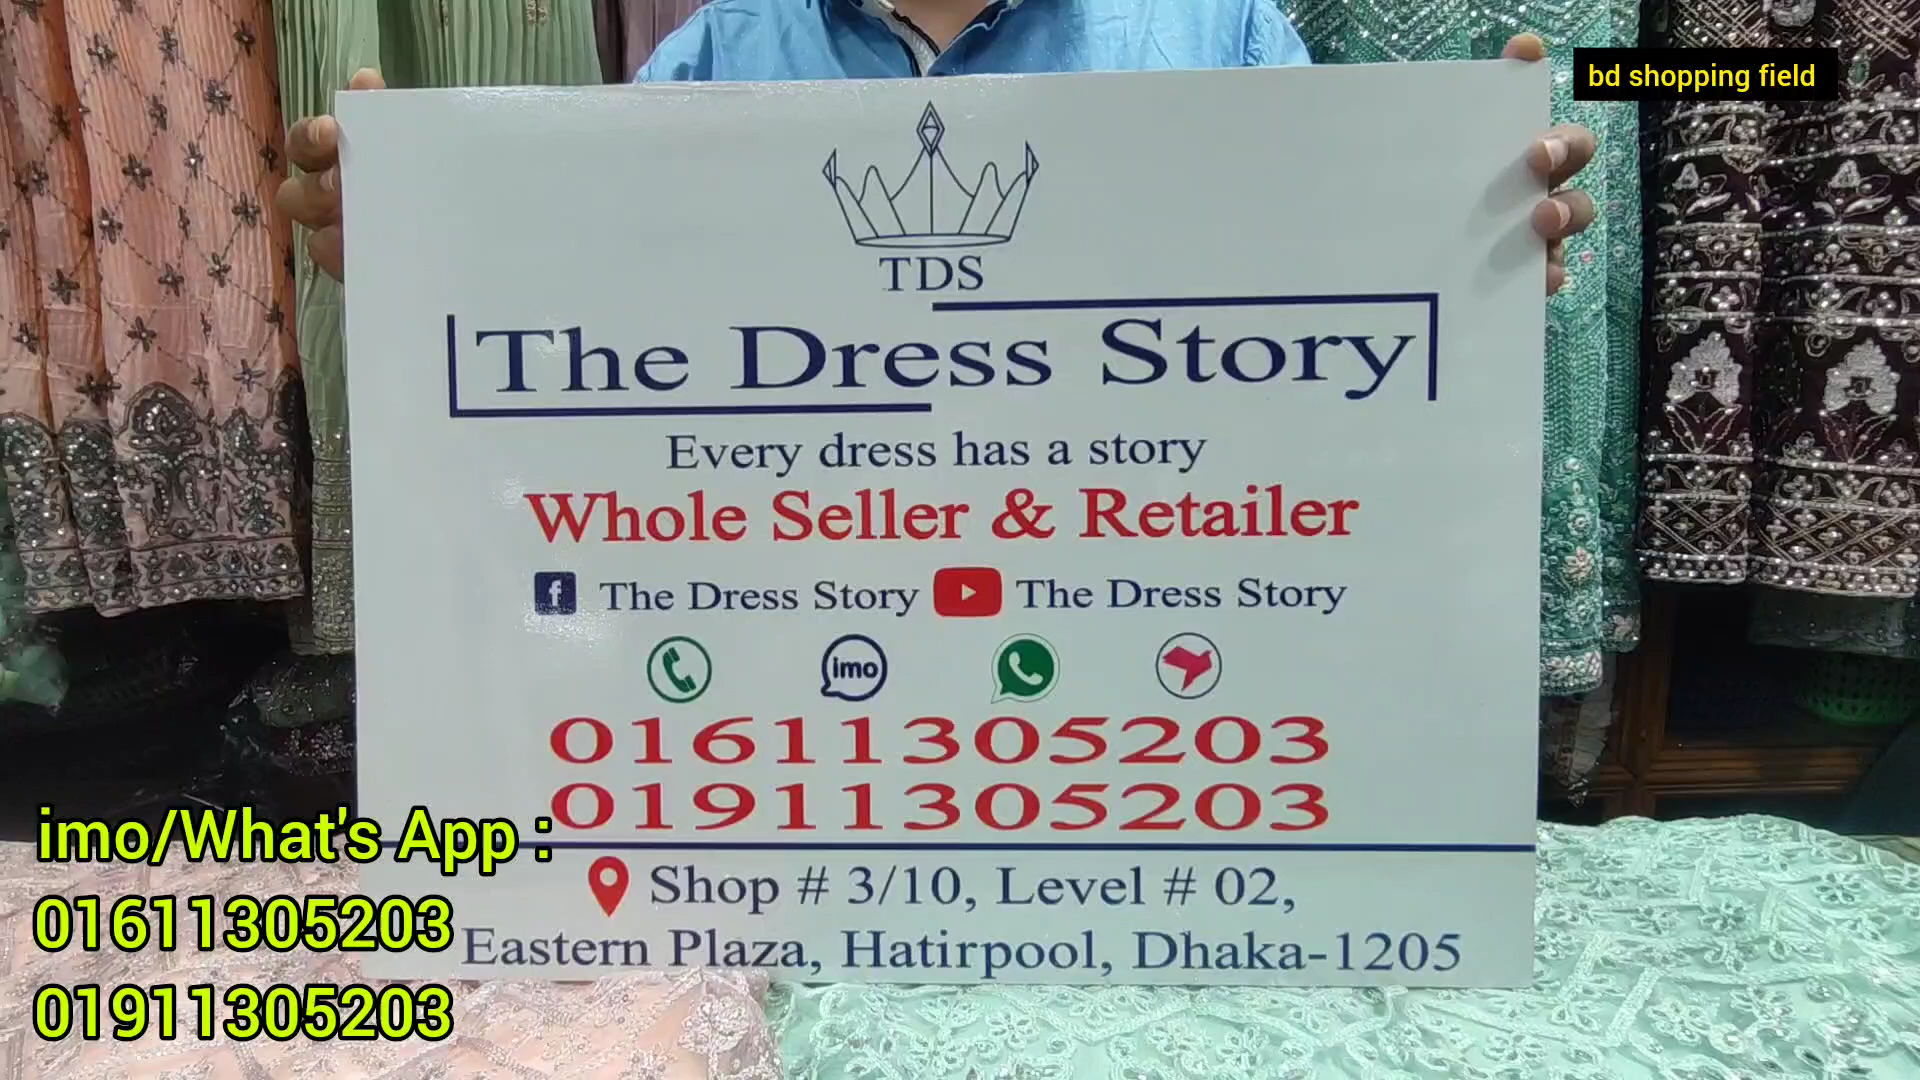 bd shopping field
TDS
The Dress Story
Every dress has a story
Whole Seller & Retailer
f The Dress Story The Dress Story
imo
01611305203
01911305203
Shop # 3/10, Level # 02,
Eastern Plaza, Hatirpool, Dhaka-1205
imo/What's App :
01611305203
01911305203